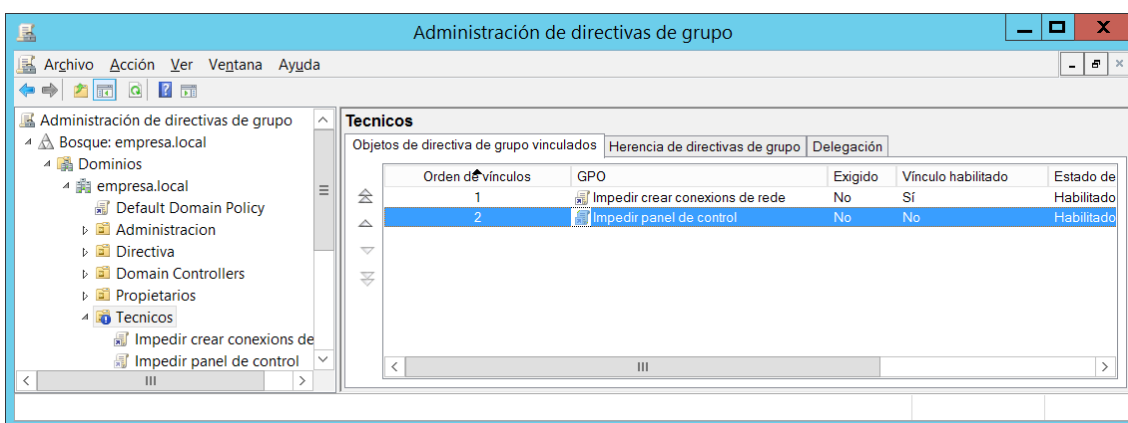 Administración de directivas de grupo
Archivo Acción Ver Ventana Ayuda
Administración de directivas de grupo
Bosque: empresa.local
Dominios
empresa.local
Default Domain Policy
Administracion
Directiva
Domain Controllers
Propietarios
Tecnicos
Impedir crear conexions de
Impedir panel de control
Tecnicos
Objetos de directiva de grupo vinculados Herencia de directivas de grupo Delegación
Orden de vínculos GPO Exigido Vínculo habilitado Estado de
1 Impedir crear conexions de rede No Sí Habilitado
2 Impedir panel de control No No Habilitado